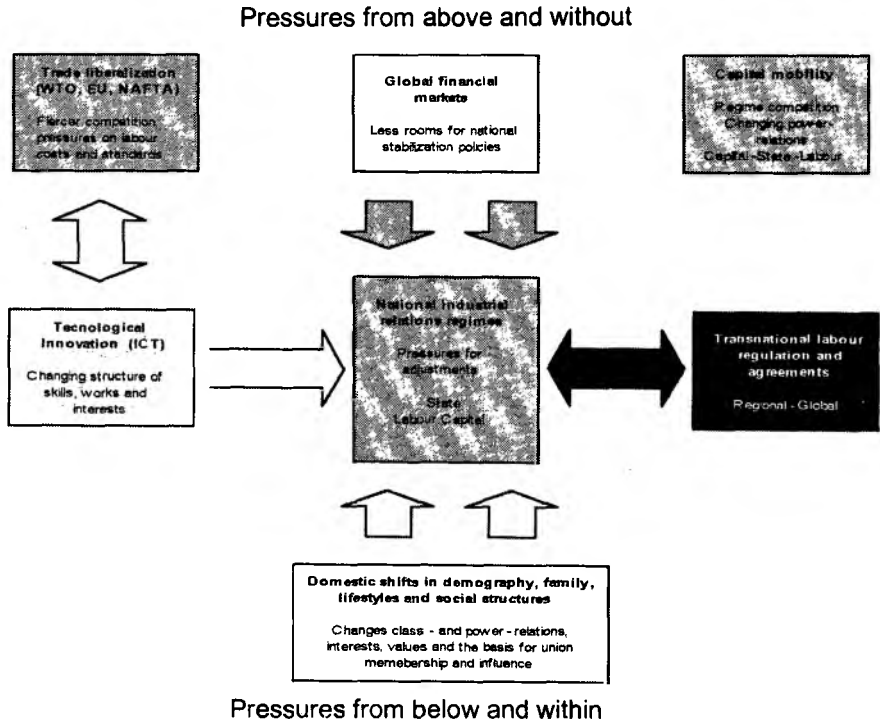 Pressures from above and without
Trade liberalization
(WTO, EU, NAFTA)
Fiercer competition
pressures on labour
costs and standards
Global financial
markets
Less rooms for national
stabilization policies
Capital mobility
Regime competition
Changing power-
relations
Capital -State -Labour
Tecnological
Innovation (ICT)
Changing structure of
skills, works and
interests
National Industrial
relations regimes
Pressures for
adjustments
State
Labour Capital
Transnational labour
regulation and
agreements
Regional - Global
Domestic shifts in demography, family,
lifestyles and social structures
Changes class - and power - relations,
interests, values and the basis for union
memebership and influence
Pressures from below and within